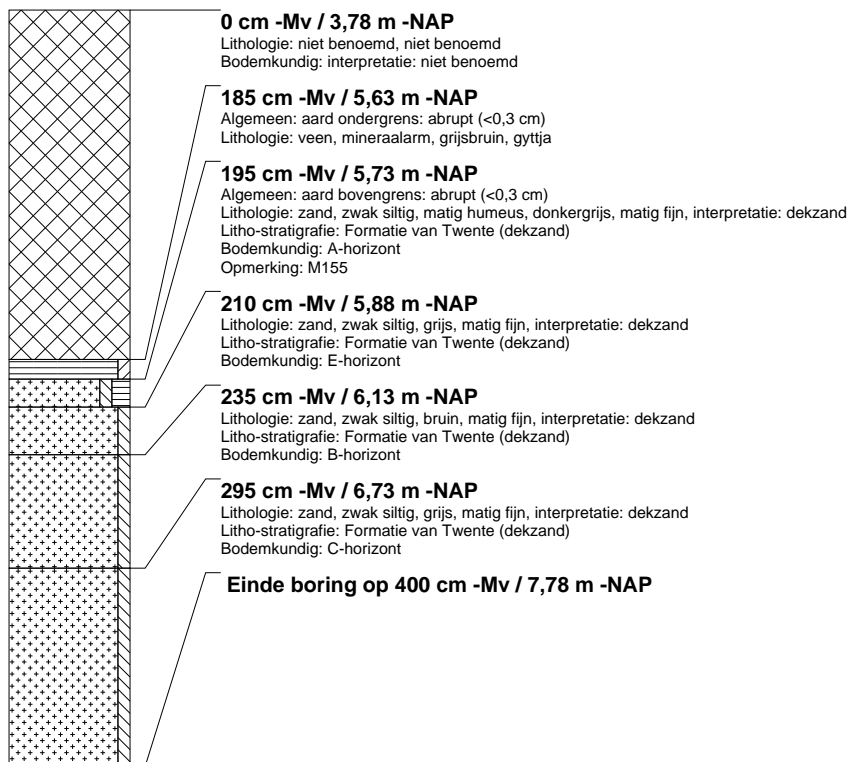 0 cm -Mv / 3,78 m -NAP
Lithologie: niet benoemd, niet benoemd
Bodemkundig: interpretatie: niet benoemd
185 cm -Mv / 5,63 m -NAP
Algemeen: aard ondergrens: abrupt (<0,3 cm)
Lithologie: veen, mineraalarm, grijsbruin, gyttja
195 cm -Mv / 5,73 m -NAP
Algemeen: aard bovengrens: abrupt (<0,3 cm)
Lithologie: zand, zwak siltig, matig humeus, donkergrijs, matig fijn, interpretatie: dekzand
Litho-stratigrafie: Formatie van Twente (dekzand)
Bodemkundig: A-horizont
Opmerking: M155
210 cm -Mv / 5,88 m -NAP
Lithologie: zand, zwak siltig, grijs, matig fijn, interpretatie: dekzand
Litho-stratigrafie: Formatie van Twente (dekzand)
Bodemkundig: E-horizont
235 cm -Mv / 6,13 m -NAP
Lithologie: zand, zwak siltig, bruin, matig fijn, interpretatie: dekzand
Litho-stratigrafie: Formatie van Twente (dekzand)
Bodemkundig: B-horizont
295 cm -Mv / 6,73 m -NAP
Lithologie: zand, zwak siltig, grijs, matig fijn, interpretatie: dekzand
Litho-stratigrafie: Formatie van Twente (dekzand)
Bodemkundig: C-horizont
Einde boring op 400 cm -Mv / 7,78 m -NAP